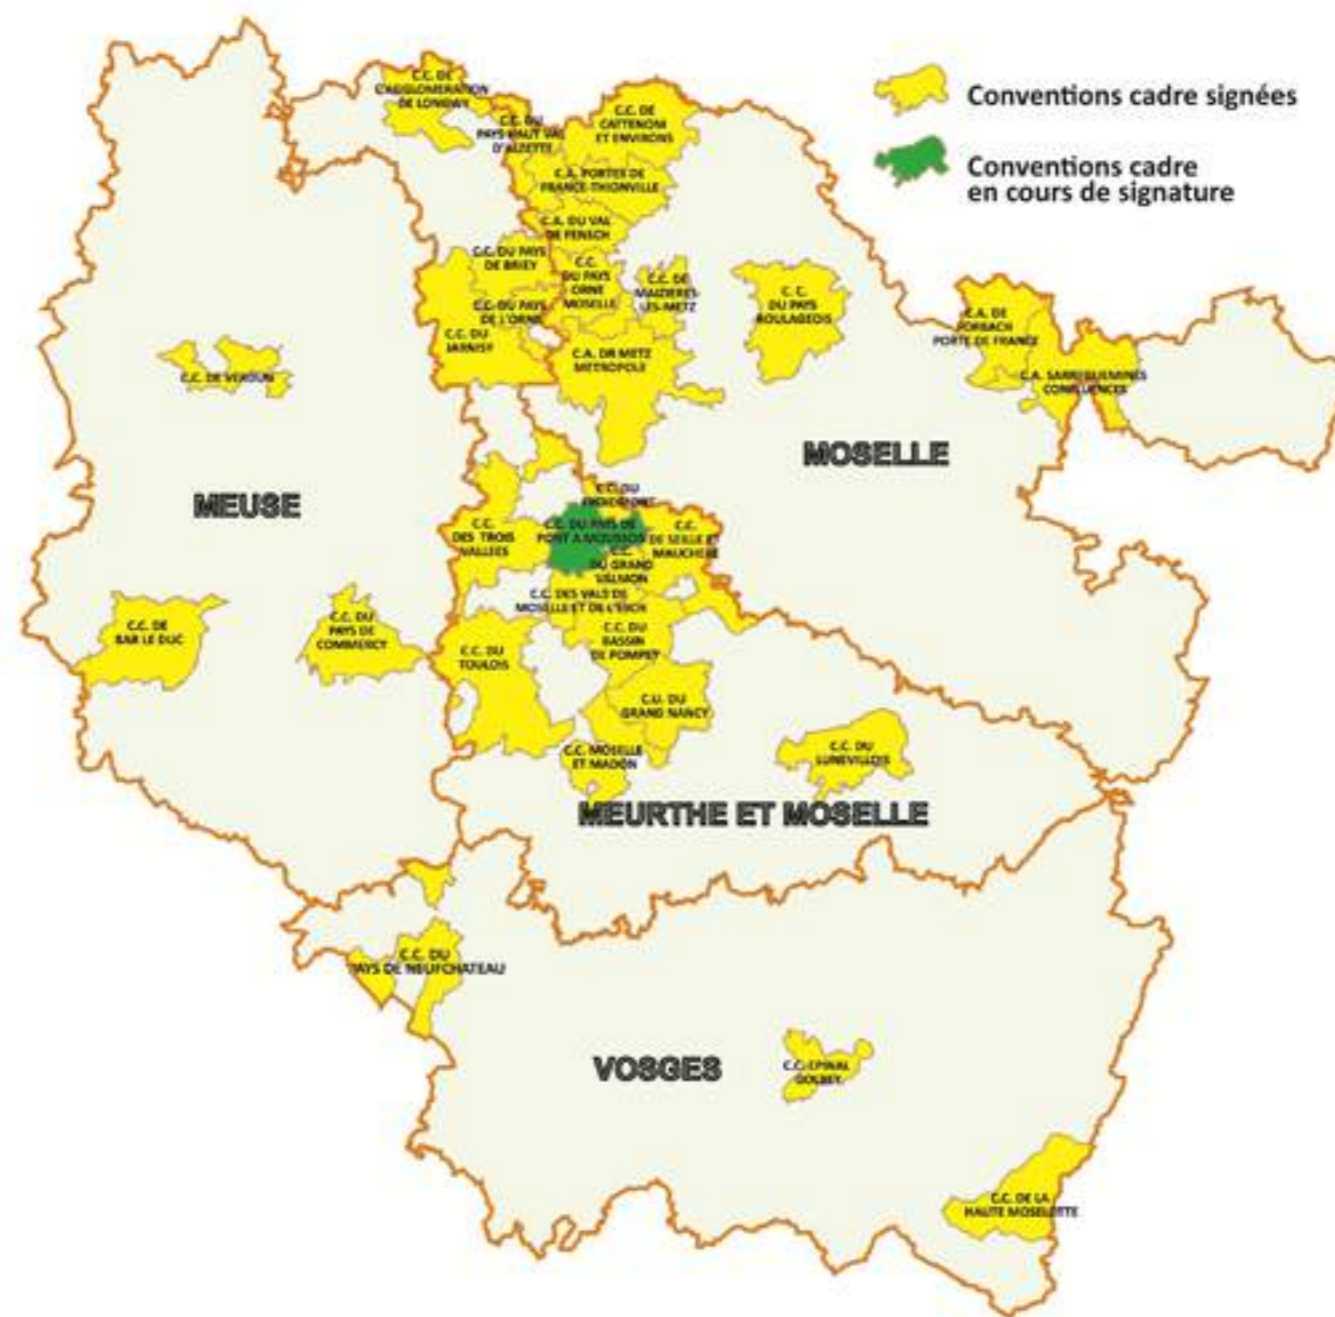 Conventions cadre signées
Conventions cadre
en cours de signature
C.C. DE
L'AGGLOMERATION
DE LONGWY
C.C. DU
PAYS HAUT VAL
D'ALZETTE
C.C. DE
CATTENOM
ET ENVIRONS
C.A. PORTES DE
FRANCE-THIONVILLE
C.A. DU VAL
DE FENSCH
C.C. DU PAYS
DE BRIEY
C.C.
DU PAYS
ORNE
MOSELLE
C.C. DE
MAIZIERES-
LES-METZ
C. C.
DU PAYS
BOULAGEOIS
C.C. DU PAYS
DE L'ORNE
C.C. DU
JARNISY
C.A. DE METZ
METROPOLE
C.A. DE
FORBACH
PORTE DE FRANCE
C.A. SARREGUEMINES
CONFLUENCES
C.C. DE VERDUN
MOSELLE
MEUSE
C.C. DU
C.C.
DES TROIS
VALLEES
C.C. DU PAYS DE
PONT A MOUSSON
C.C.
DE SEILLE ET
MAUCHERE
C.C.
DU GRAND
VALMON
C.C. DES VALS DE
MOSELLE ET DE L'ESCH
C.C. DE
BAR LE DUC
C.C. DU
PAYS DE
COMMERCY
C.C. DU
TOULOIS
C.C. DU
BASSIN
DE POMPEY
C.U. DU
GRAND NANCY
C.C. MOSELLE
ET MADON
C.C. DU
LUNEVILLOIS
MEURTHE ET MOSELLE
C.C. DU
PAYS DE NEUFCHATEAU
VOSGES
C.C. EPINAL
GOLBEY
C.C. DE LA
HAUTE MOSELOTTE